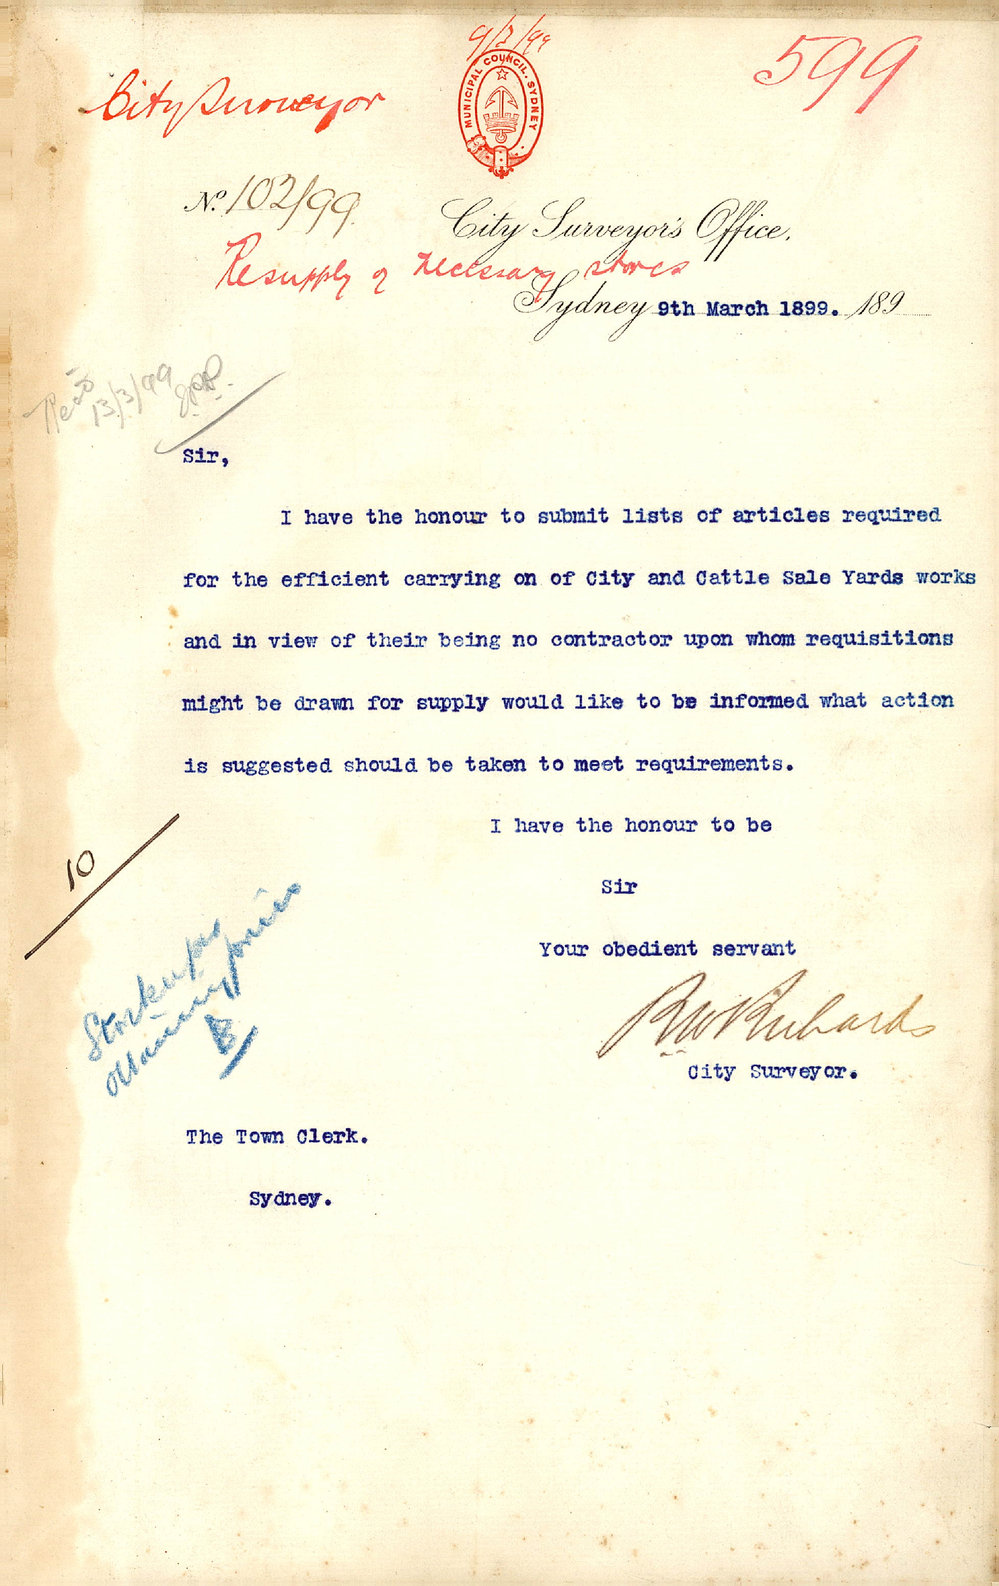 9/3/99
599
City Surveyor
MUNICIPAL COUNCIL. SYDNEY
No. 102/99
City Surveyor's Office,
Resupply of necessary stores
Sydney 9th March 1899. 189
13/3/99
Sir,
I have the honour to submit lists of articles required
for the efficient carrying on of City and Cattle Sale Yards works
and in view of their being no contractor upon whom requisitions
might be drawn for supply would like to be informed what action
is suggested should be taken to meet requirements.
I have the honour to be
10
Sir
Your obedient servant
R W Richards
City Surveyor.
The Town Clerk.
Sydney.